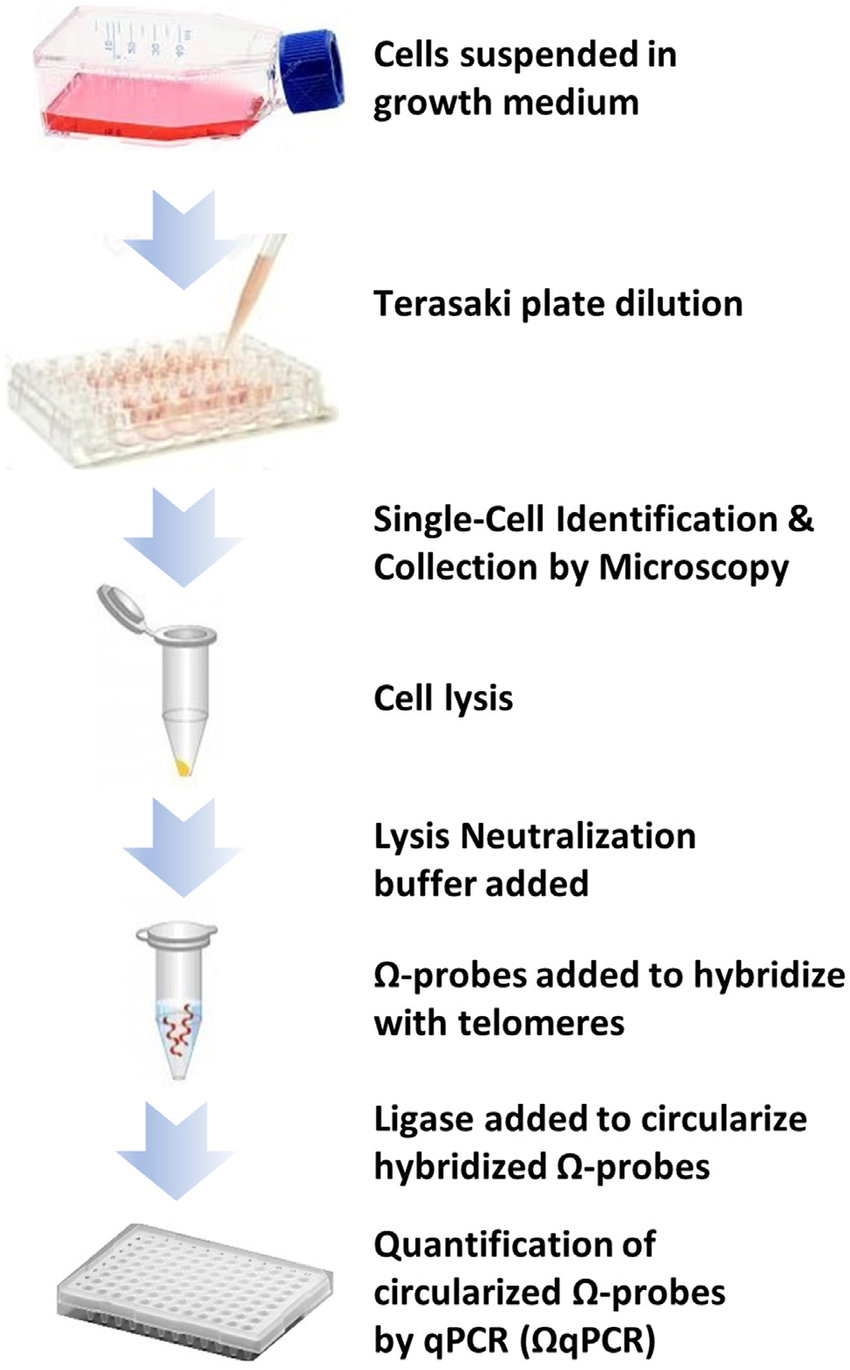 Cells suspended in
growth medium
Terasaki plate dilution
Single-Cell Identification &
Collection by Microscopy
Cell lysis
Lysis Neutralization
buffer added
Ω-probes added to hybridize
with telomeres
Ligase added to circularize
hybridized Ω-probes
Quantification of
circularized Ω-probes
by qPCR (ΩqPCR)